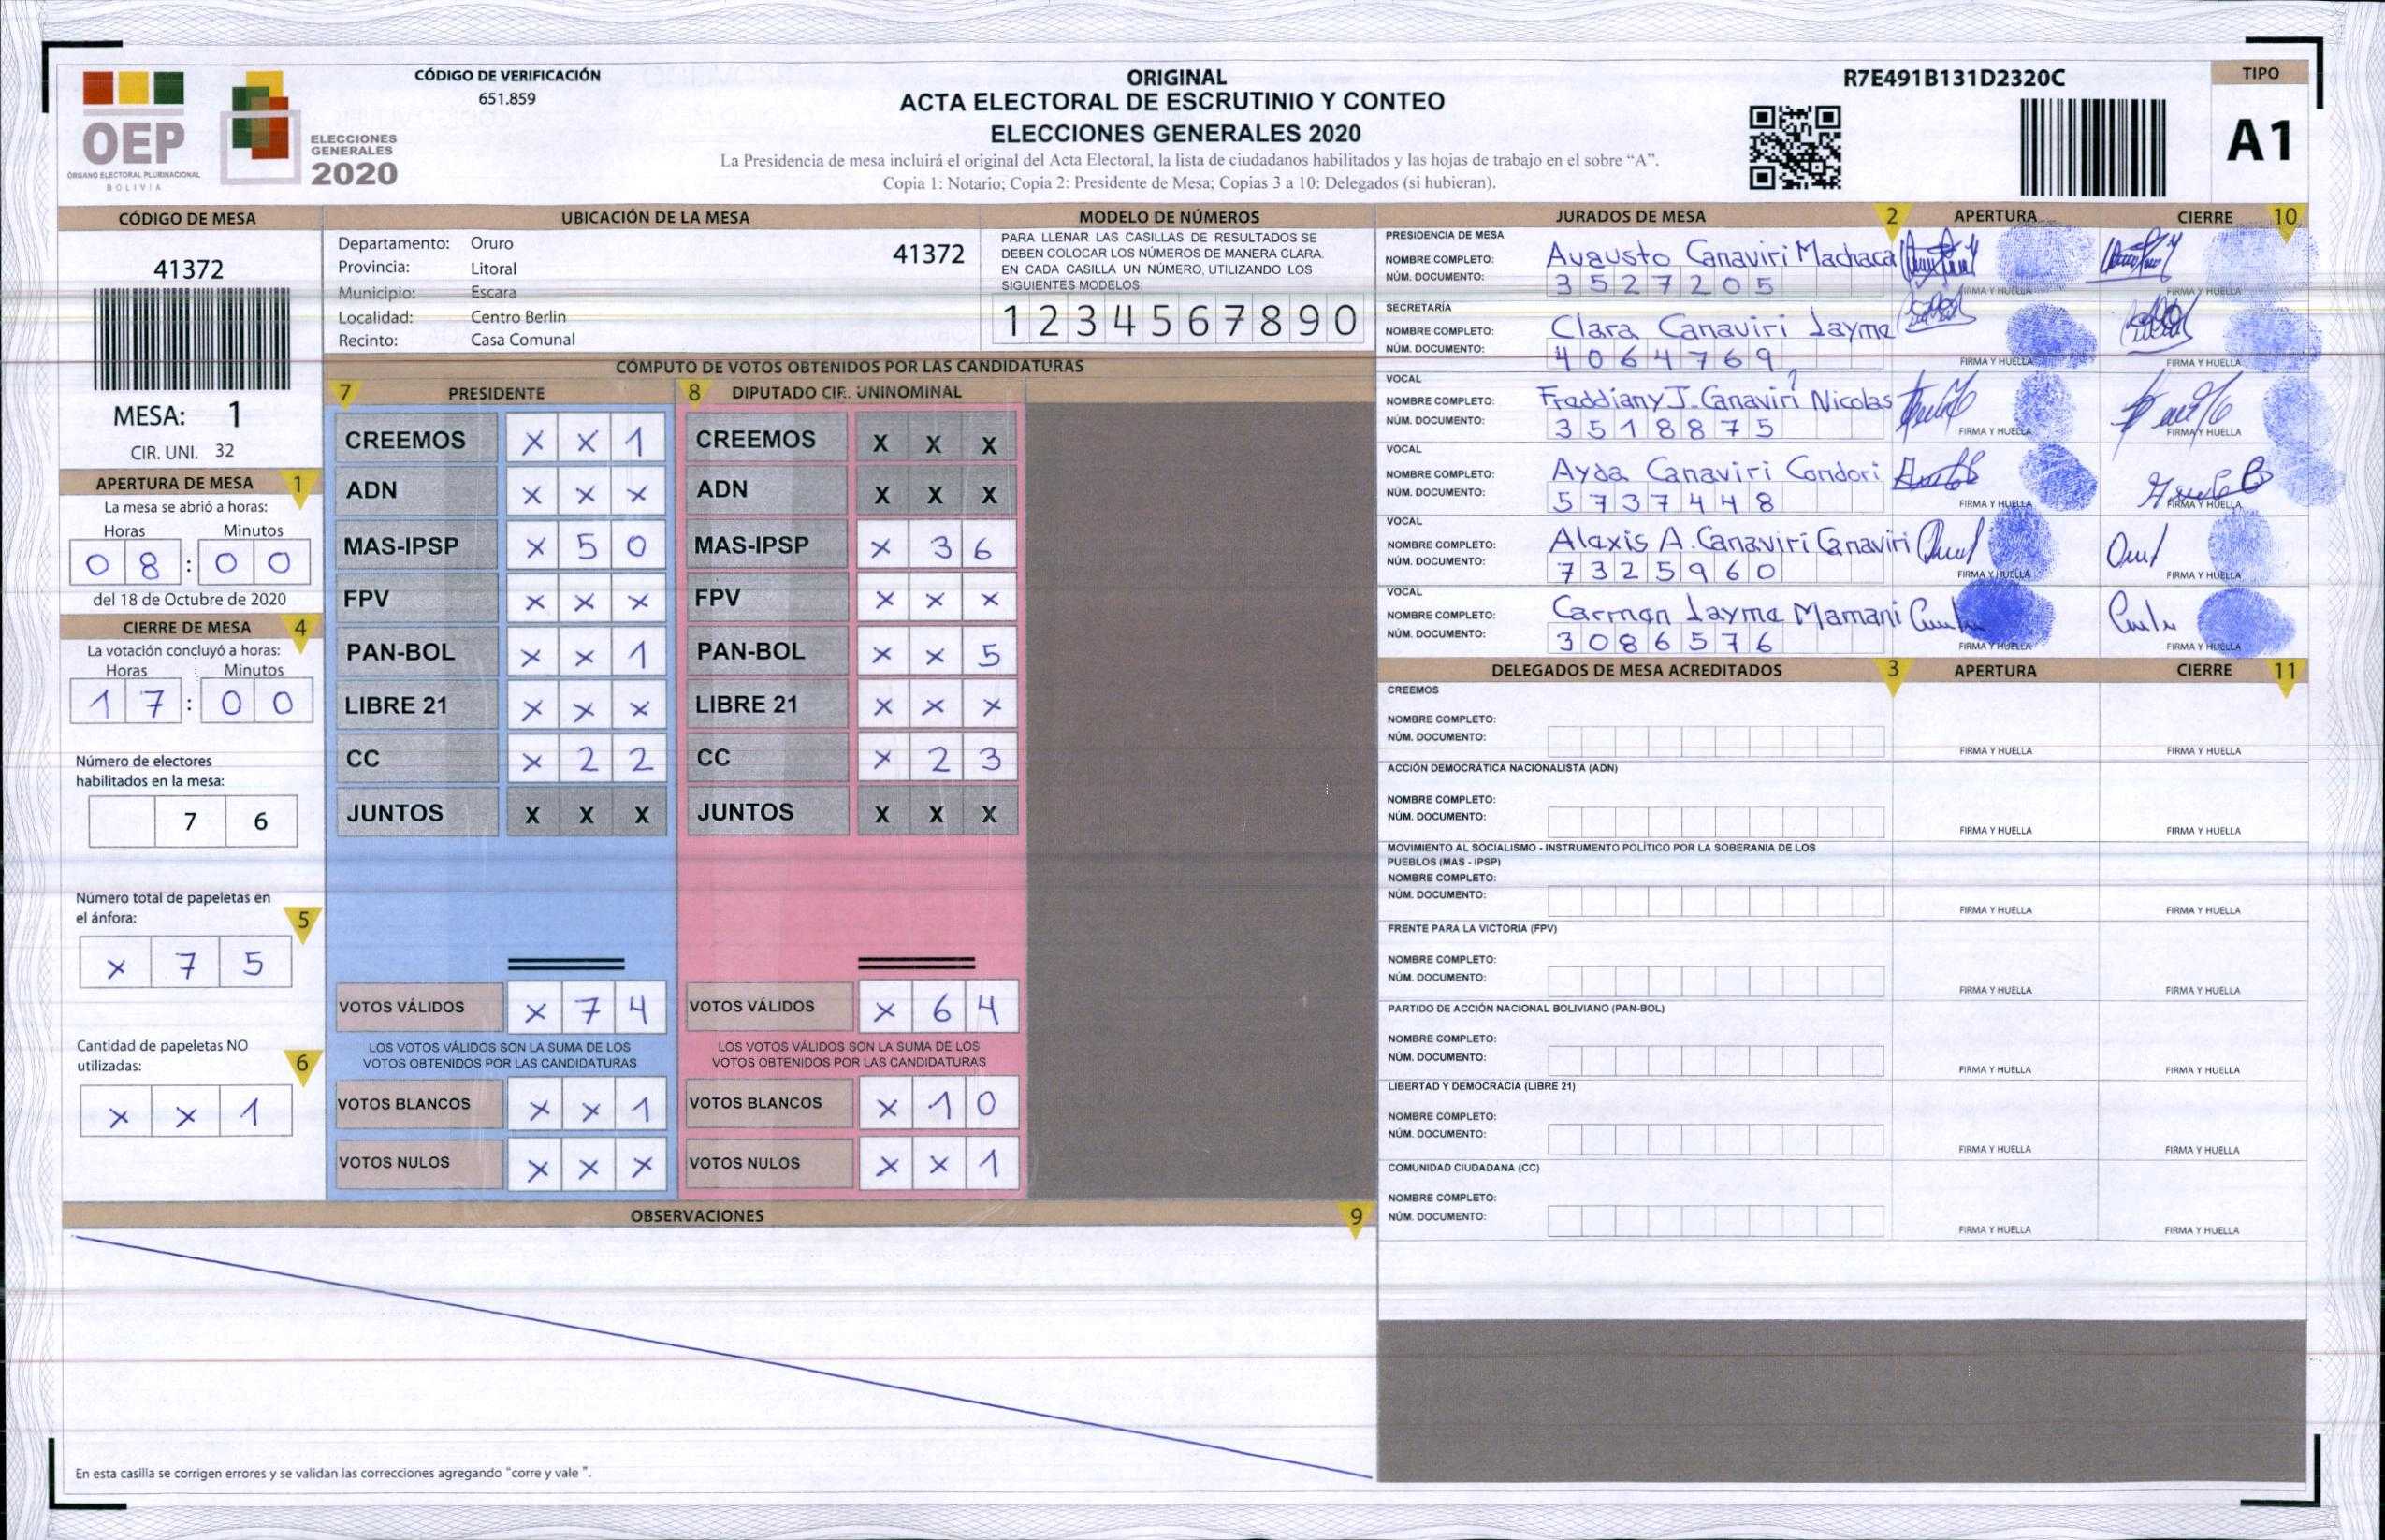 OEP
ÓRGANO ELECTORAL PLURINACIONAL
BOLIVIA
ELECCIONES
GENERALES
2020
CÓDIGO DE VERIFICACIÓN
651.859
ORIGINAL
ACTA ELECTORAL DE ESCRUTINIO Y CONTEO
ELECCIONES GENERALES 2020
La Presidencia de mesa incluirá el original del Acta Electoral, la lista de ciudadanos habilitados y las hojas de trabajo en el sobre “A”.
Copia 1: Notario; Copia 2: Presidente de Mesa; Copias 3 a 10: Delegados (si hubieran).
R7E491B131D2320C
TIPO
A1
CÓDIGO DE MESA
41372
MESA: 1
CIR. UNI. 32
APERTURA DE MESA 1
La mesa se abrió a horas:
Horas Minutos
0 8 : 0 0
del 18 de Octubre de 2020
CIERRE DE MESA 4
La votación concluyó a horas:
Horas Minutos
1 7 : 0 0
Número de electores
habilitados en la mesa:
7 6
Número total de papeletas en
el ánfora: 5
x 7 5
Cantidad de papeletas NO
utilizadas: 6
x x 1
UBICACIÓN DE LA MESA
Departamento: Oruro 41372
Provincia: Litoral
Municipio: Escara
Localidad: Centro Berlin
Recinto: Casa Comunal
MODELO DE NÚMEROS
PARA LLENAR LAS CASILLAS DE RESULTADOS SE
DEBEN COLOCAR LOS NÚMEROS DE MANERA CLARA.
EN CADA CASILLA UN NÚMERO, UTILIZANDO LOS
SIGUIENTES MODELOS:
1 2 3 4 5 6 7 8 9 0
CÓMPUTO DE VOTOS OBTENIDOS POR LAS CANDIDATURAS
7 PRESIDENTE
CREEMOS x x 1
ADN x x x
MAS-IPSP x 5 0
FPV x x x
PAN-BOL x x 1
LIBRE 21 x x x
CC x 2 2
JUNTOS X X X
VOTOS VÁLIDOS x 7 4
LOS VOTOS VÁLIDOS SON LA SUMA DE LOS
VOTOS OBTENIDOS POR LAS CANDIDATURAS
VOTOS BLANCOS x x 1
VOTOS NULOS x x x
8 DIPUTADO CIR. UNINOMINAL
CREEMOS X X X
ADN X X X
MAS-IPSP x 3 6
FPV x x x
PAN-BOL x x 5
LIBRE 21 x x x
CC x 2 3
JUNTOS X X X
VOTOS VÁLIDOS x 6 4
LOS VOTOS VÁLIDOS SON LA SUMA DE LOS
VOTOS OBTENIDOS POR LAS CANDIDATURAS
VOTOS BLANCOS x 1 0
VOTOS NULOS x x 1
OBSERVACIONES 9
En esta casilla se corrigen errores y se validan las correcciones agregando “corre y vale ”.
JURADOS DE MESA 2 APERTURA CIERRE 10
PRESIDENCIA DE MESA
NOMBRE COMPLETO: Augusto Canaviri Machaca
NÚM. DOCUMENTO: 3527205
FIRMA Y HUELLA FIRMA Y HUELLA
SECRETARÍA
NOMBRE COMPLETO: Clara Canaviri Jayme
NÚM. DOCUMENTO: 4064769
FIRMA Y HUELLA FIRMA Y HUELLA
VOCAL
NOMBRE COMPLETO: Freddiany J. Canaviri Nicolas
NÚM. DOCUMENTO: 3518875
FIRMA Y HUELLA FIRMA Y HUELLA
VOCAL
NOMBRE COMPLETO: Ayda Canaviri Condori
NÚM. DOCUMENTO: 5737448
FIRMA Y HUELLA FIRMA Y HUELLA
VOCAL
NOMBRE COMPLETO: Alexis A. Canaviri Canaviri
NÚM. DOCUMENTO: 7325960
FIRMA Y HUELLA FIRMA Y HUELLA
VOCAL
NOMBRE COMPLETO: Carmen Jayme Mamani
NÚM. DOCUMENTO: 3086576
FIRMA Y HUELLA FIRMA Y HUELLA
DELEGADOS DE MESA ACREDITADOS 3 APERTURA CIERRE 11
CREEMOS
NOMBRE COMPLETO:
NÚM. DOCUMENTO:
FIRMA Y HUELLA FIRMA Y HUELLA
ACCIÓN DEMOCRÁTICA NACIONALISTA (ADN)
NOMBRE COMPLETO:
NÚM. DOCUMENTO:
FIRMA Y HUELLA FIRMA Y HUELLA
MOVIMIENTO AL SOCIALISMO - INSTRUMENTO POLÍTICO POR LA SOBERANIA DE LOS
PUEBLOS (MAS - IPSP)
NOMBRE COMPLETO:
NÚM. DOCUMENTO:
FIRMA Y HUELLA FIRMA Y HUELLA
FRENTE PARA LA VICTORIA (FPV)
NOMBRE COMPLETO:
NÚM. DOCUMENTO:
FIRMA Y HUELLA FIRMA Y HUELLA
PARTIDO DE ACCIÓN NACIONAL BOLIVIANO (PAN-BOL)
NOMBRE COMPLETO:
NÚM. DOCUMENTO:
FIRMA Y HUELLA FIRMA Y HUELLA
LIBERTAD Y DEMOCRACIA (LIBRE 21)
NOMBRE COMPLETO:
NÚM. DOCUMENTO:
FIRMA Y HUELLA FIRMA Y HUELLA
COMUNIDAD CIUDADANA (CC)
NOMBRE COMPLETO:
NÚM. DOCUMENTO:
FIRMA Y HUELLA FIRMA Y HUELLA